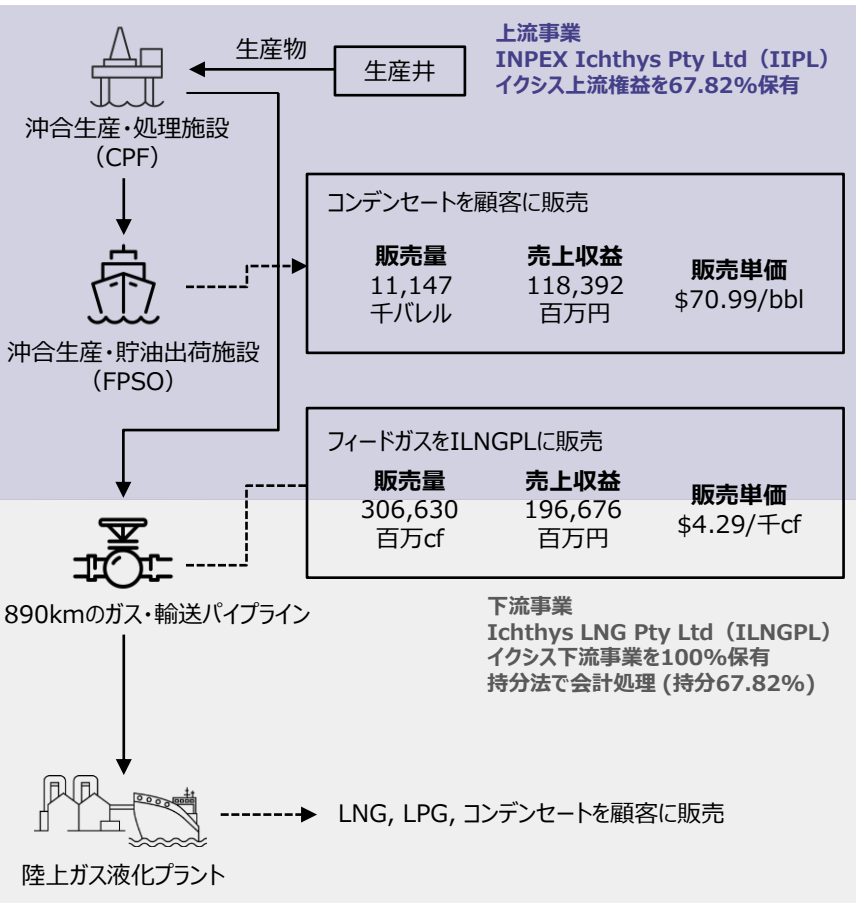 上流事業
INPEX Ichthys Pty Ltd（IIPL）
イクシス上流権益を67.82%保有
生産物
生産井
沖合生産・処理施設
（CPF）
コンデンセートを顧客に販売
販売量
11,147
千バレル
売上収益
118,392
百万円
販売単価
$70.99/bbl
沖合生産・貯油出荷施設
（FPSO）
フィードガスをILNGPLに販売
販売量
306,630
百万cf
売上収益
196,676
百万円
販売単価
$4.29/千cf
890kmのガス・輸送パイプライン
下流事業
Ichthys LNG Pty Ltd（ILNGPL）
イクシス下流事業を100%保有
持分法で会計処理 (持分67.82%)
LNG, LPG, コンデンセートを顧客に販売
陸上ガス液化プラント